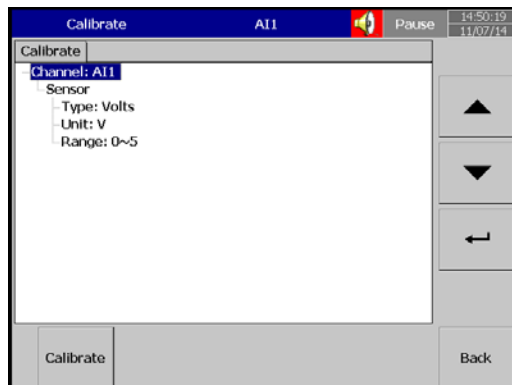 Calibrate AI1 Pause 14:50:19
11/07/14
Calibrate
Channel: AI1
Sensor
Type: Volts
Unit: V
Range: 0~5
Calibrate Back